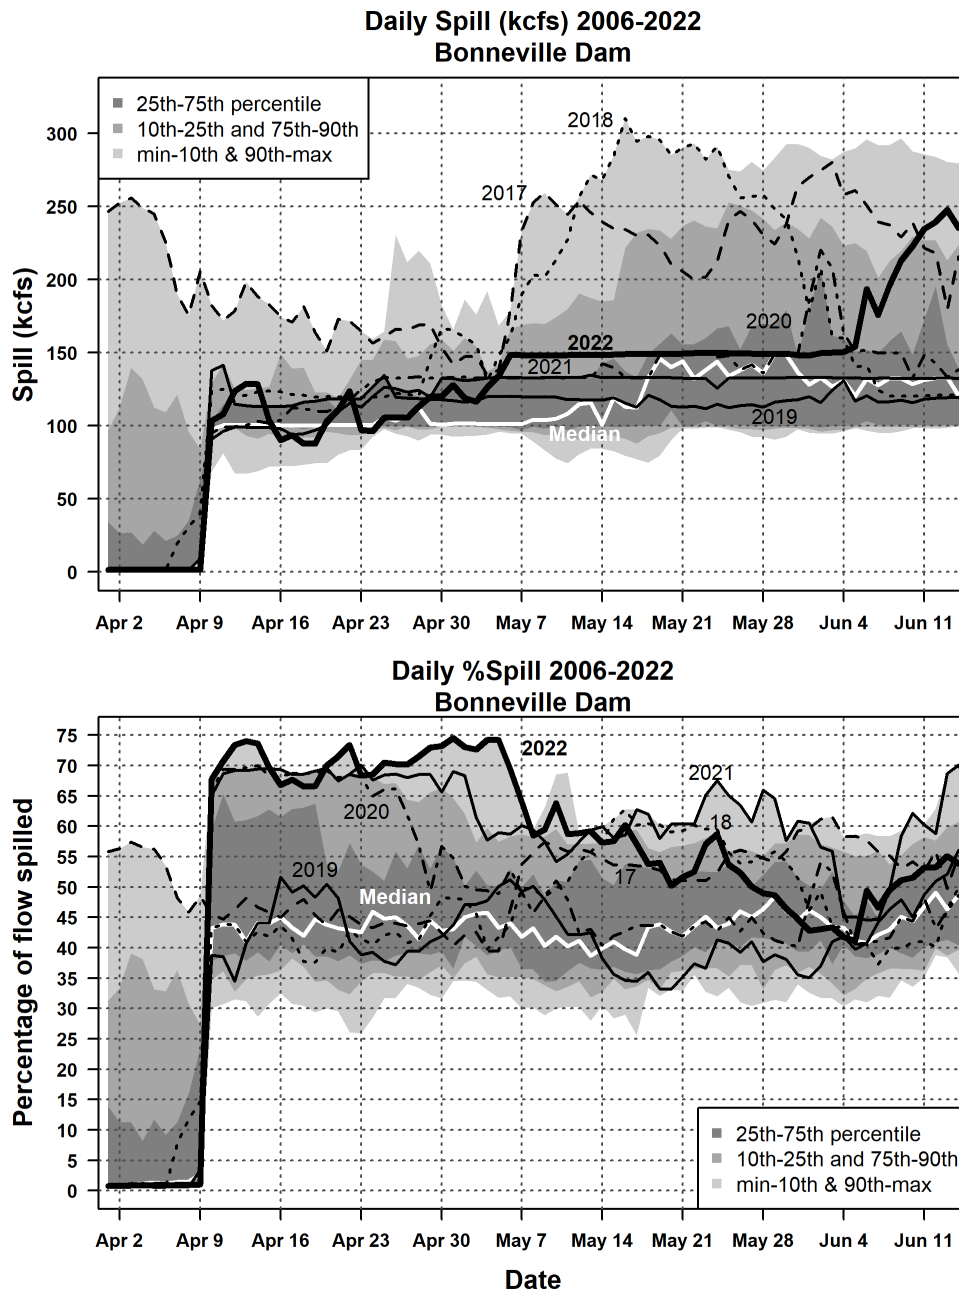 Daily Spill (kcfs) 2006-2022
Bonneville Dam
25th-75th percentile
10th-25th and 75th-90th
min-10th & 90th-max
Spill (kcfs)
300
250
200
150
100
50
0
2018
2017
2020
2022
2021
2019
Median
Apr 2
Apr 9
Apr 16
Apr 23
Apr 30
May 7
May 14
May 21
May 28
Jun 4
Jun 11
Daily %Spill 2006-2022
Bonneville Dam
Percentage of flow spilled
75
70
65
60
55
50
45
40
35
30
25
20
15
10
5
0
2022
2021
2020
18
2019
17
Median
25th-75th percentile
10th-25th and 75th-90th
min-10th & 90th-max
Apr 2
Apr 9
Apr 16
Apr 23
Apr 30
May 7
May 14
May 21
May 28
Jun 4
Jun 11
Date